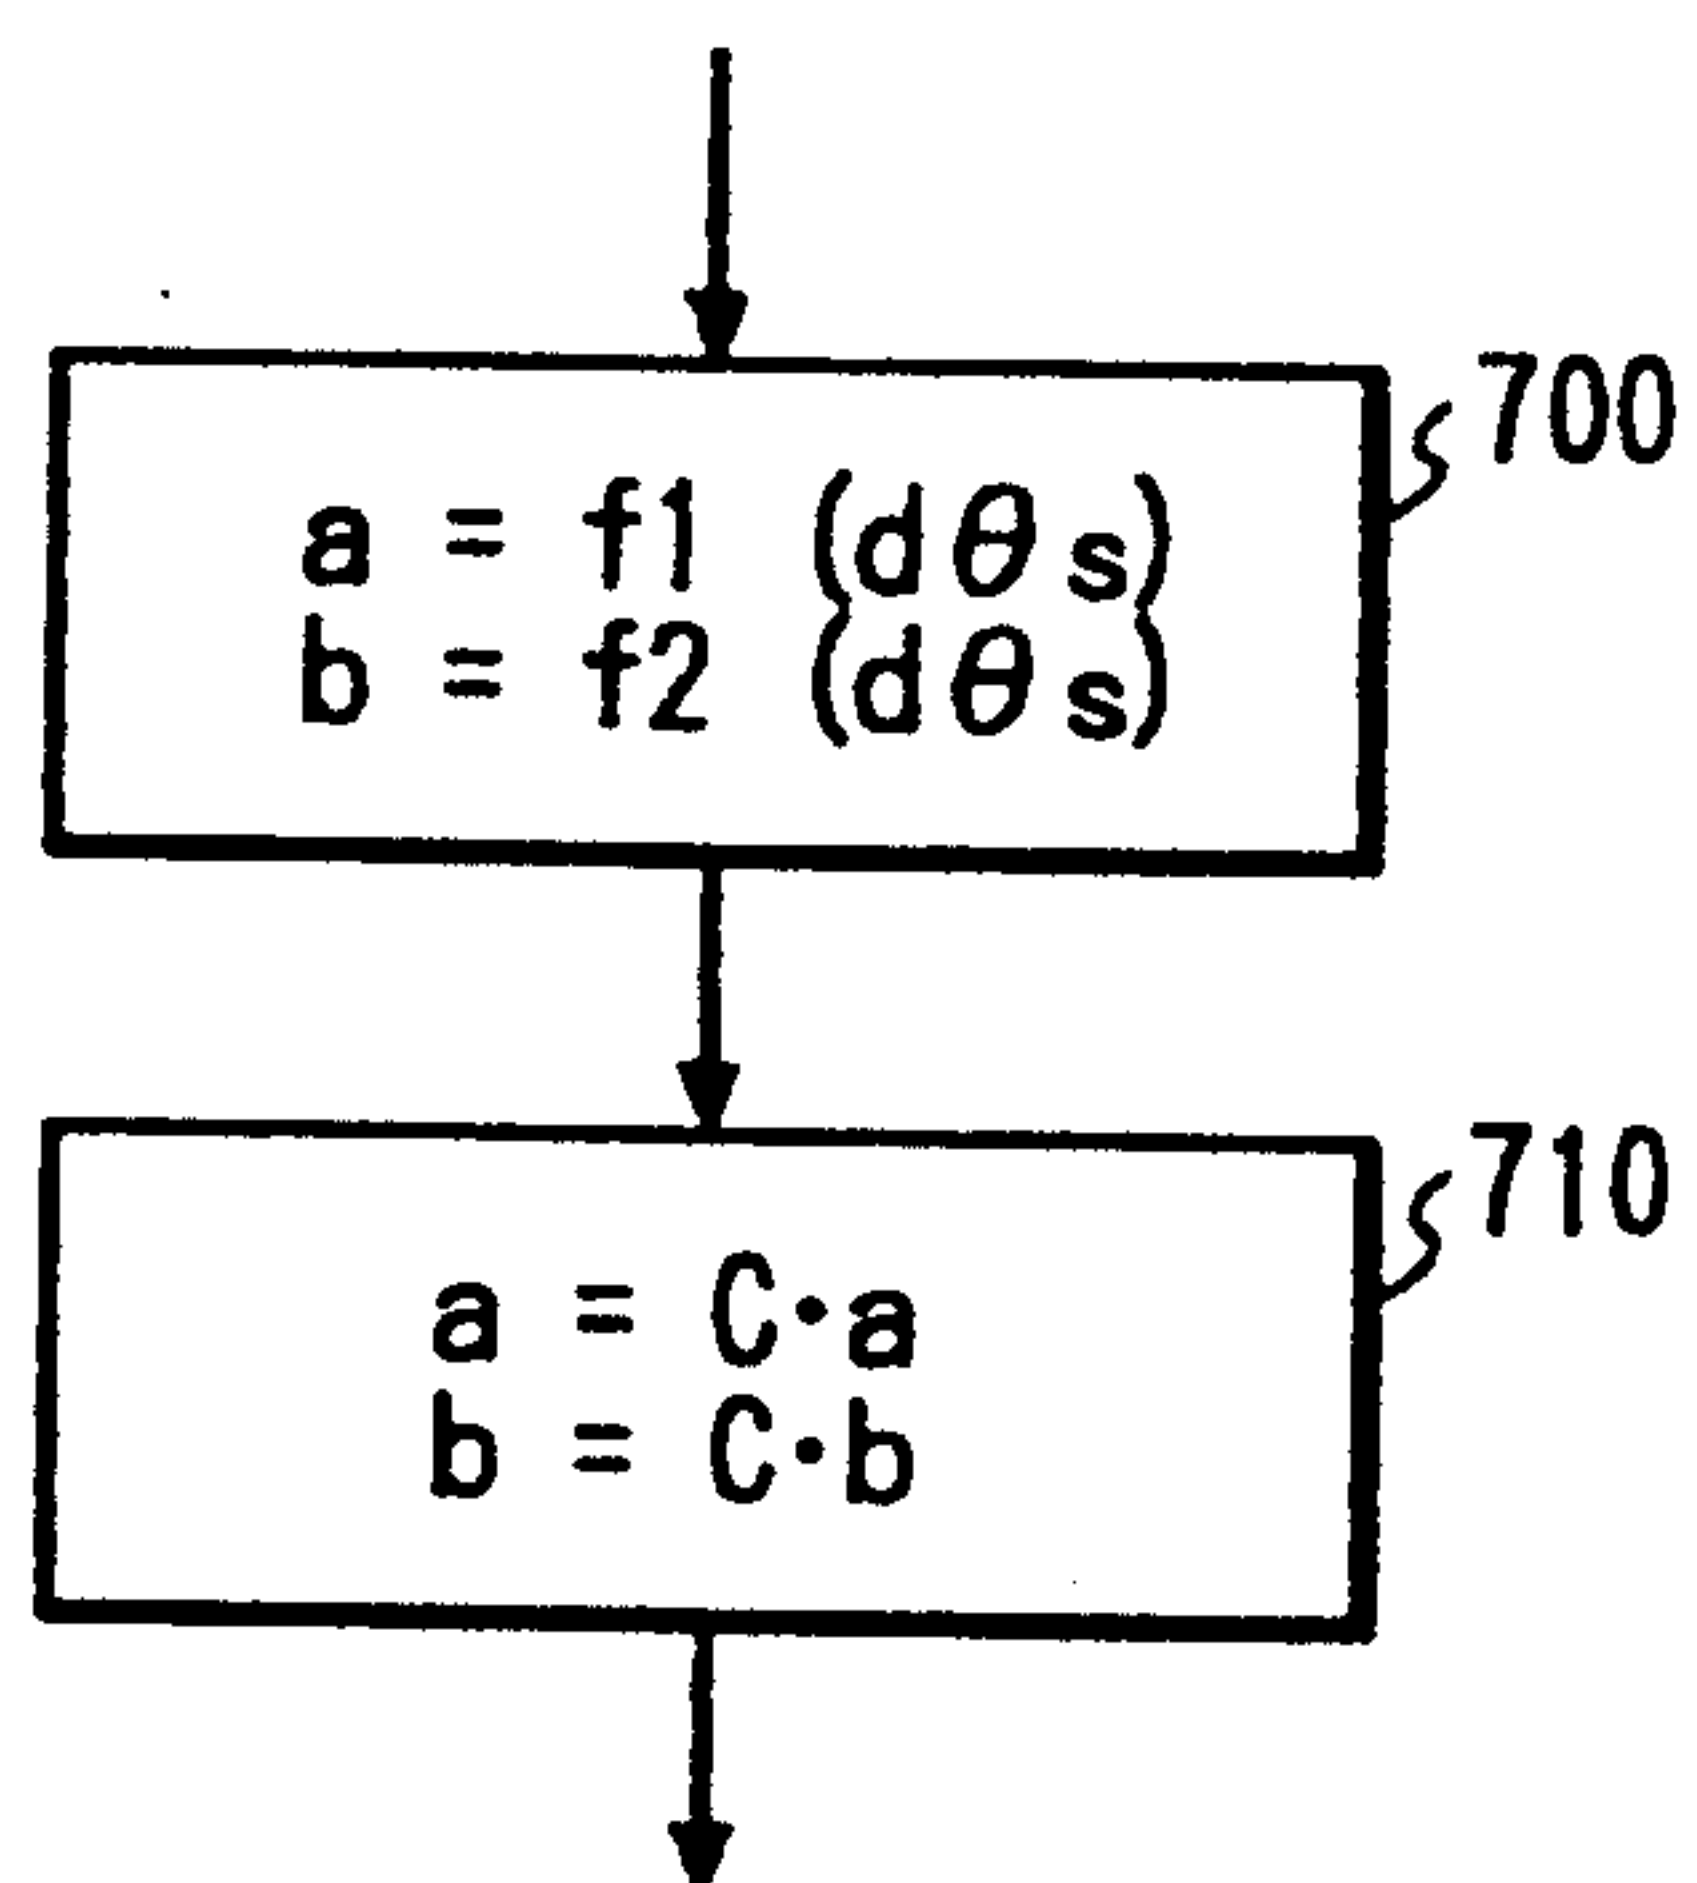 700
a = f1 (dθs)
b = f2 (dθs)
710
a = C·a
b = C·b